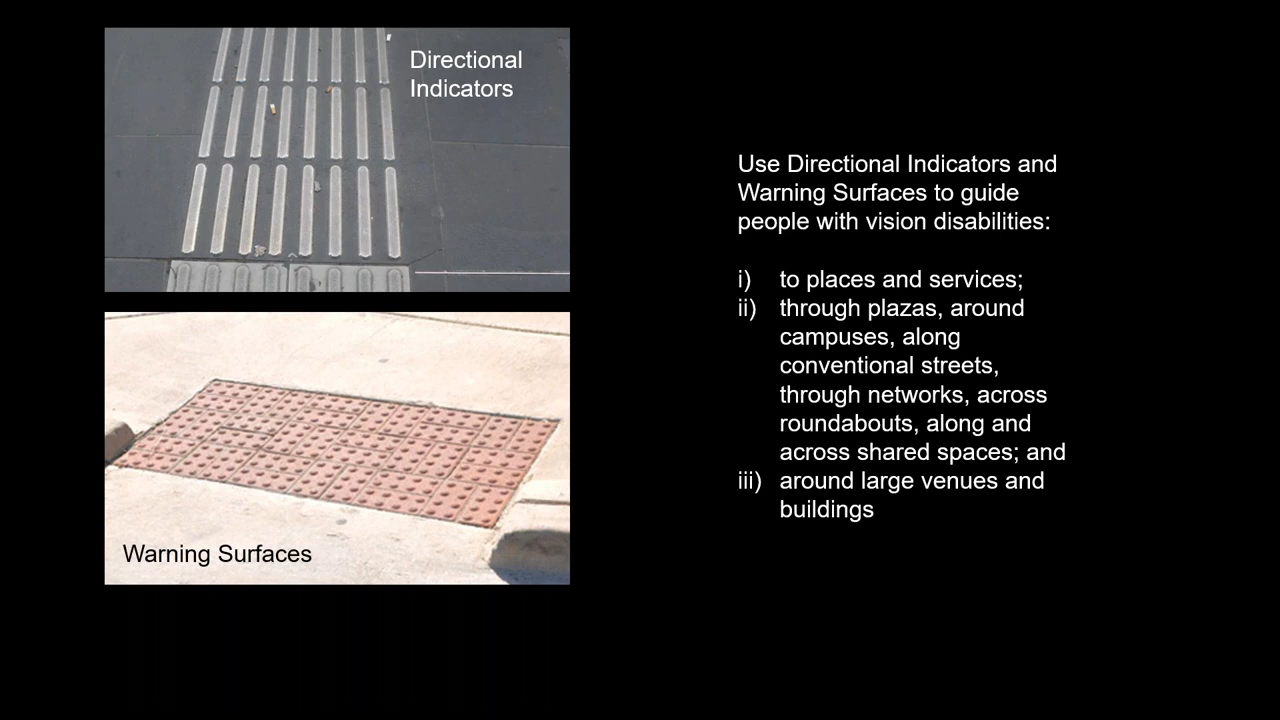 Directional
Indicators
Warning Surfaces
Use Directional Indicators and
Warning Surfaces to guide
people with vision disabilities:
i) to places and services;
ii) through plazas, around
campuses, along
conventional streets,
through networks, across
roundabouts, along and
across shared spaces; and
iii) around large venues and
buildings